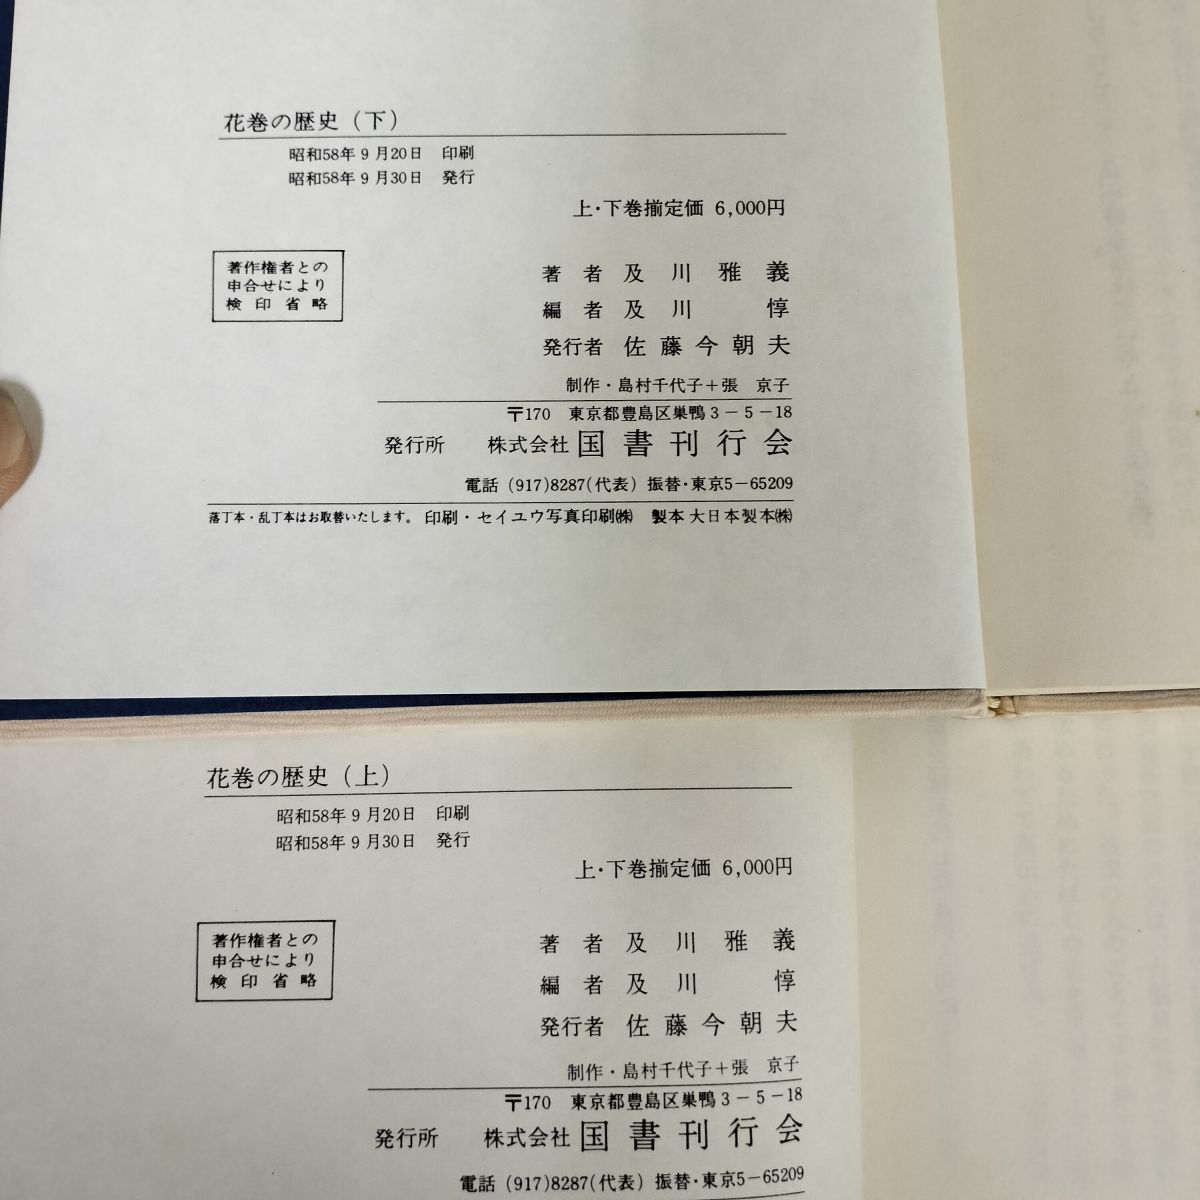 花巻の歴史（下）
昭和58年9月20日　印刷
昭和58年9月30日　発行
上・下巻揃定価 6,000円
著作権者との
申合せにより
検印省略
著者　及川雅義
編者　及川　惇
発行者　佐藤今朝夫
制作・島村千代子＋張　京子
〒170　東京都豊島区巣鴨3－5－18
発行所　株式会社 国書刊行会
電話 (917)8287(代表) 振替・東京5－65209
落丁本・乱丁本はお取替いたします。 印刷・セイユウ写真印刷㈱　製本 大日本製本㈱
花巻の歴史（上）
昭和58年9月20日　印刷
昭和58年9月30日　発行
上・下巻揃定価 6,000円
著作権者との
申合せにより
検印省略
著者　及川雅義
編者　及川　惇
発行者　佐藤今朝夫
制作・島村千代子＋張　京子
〒170　東京都豊島区巣鴨3－5－18
発行所　株式会社 国書刊行会
電話 (917)8287(代表) 振替・東京5－65209